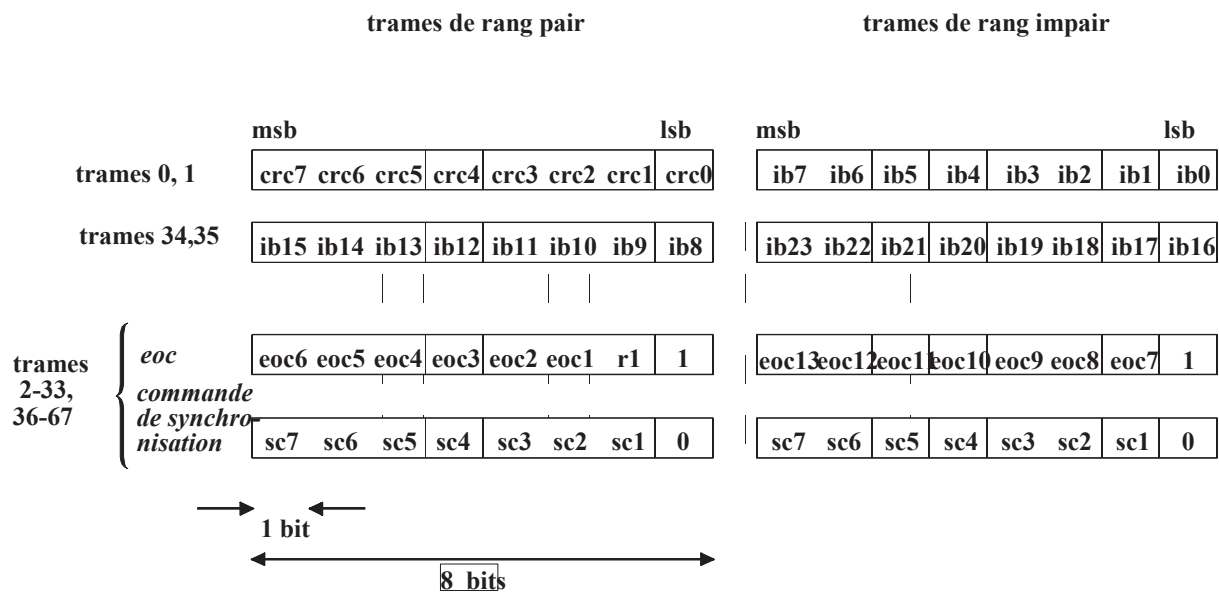 trames de rang pair trames de rang impair
msb lsb msb lsb
trames 0, 1 crc7 crc6 crc5 crc4 crc3 crc2 crc1 crc0 ib7 ib6 ib5 ib4 ib3 ib2 ib1 ib0
trames 34,35 ib15 ib14 ib13 ib12 ib11 ib10 ib9 ib8 ib23 ib22 ib21 ib20 ib19 ib18 ib17 ib16
trames
2-33,
36-67
eoc eoc6 eoc5 eoc4 eoc3 eoc2 eoc1 r1 1 eoc13 eoc12 eoc11 eoc10 eoc9 eoc8 eoc7 1
commande
de synchro-
nisation sc7 sc6 sc5 sc4 sc3 sc2 sc1 0 sc7 sc6 sc5 sc4 sc3 sc2 sc1 0
1 bit
8 bits